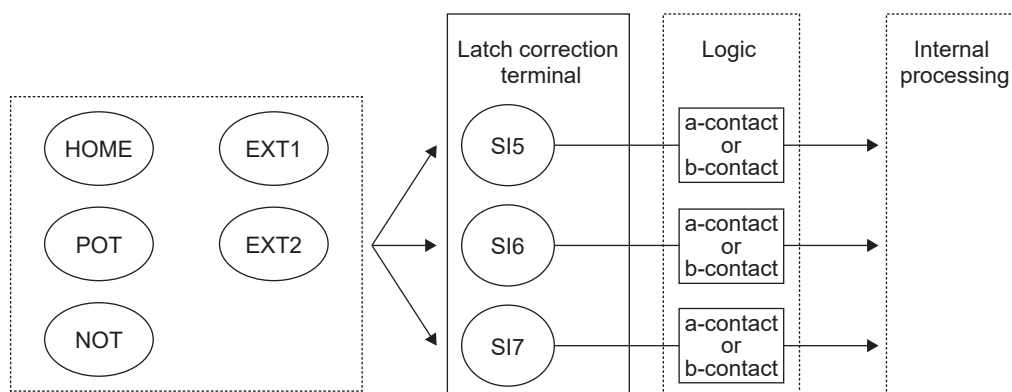 Latch correction
terminal
Logic
Internal
processing
HOME
EXT1
POT
EXT2
NOT
SI5
a-contact
or
b-contact
SI6
a-contact
or
b-contact
SI7
a-contact
or
b-contact